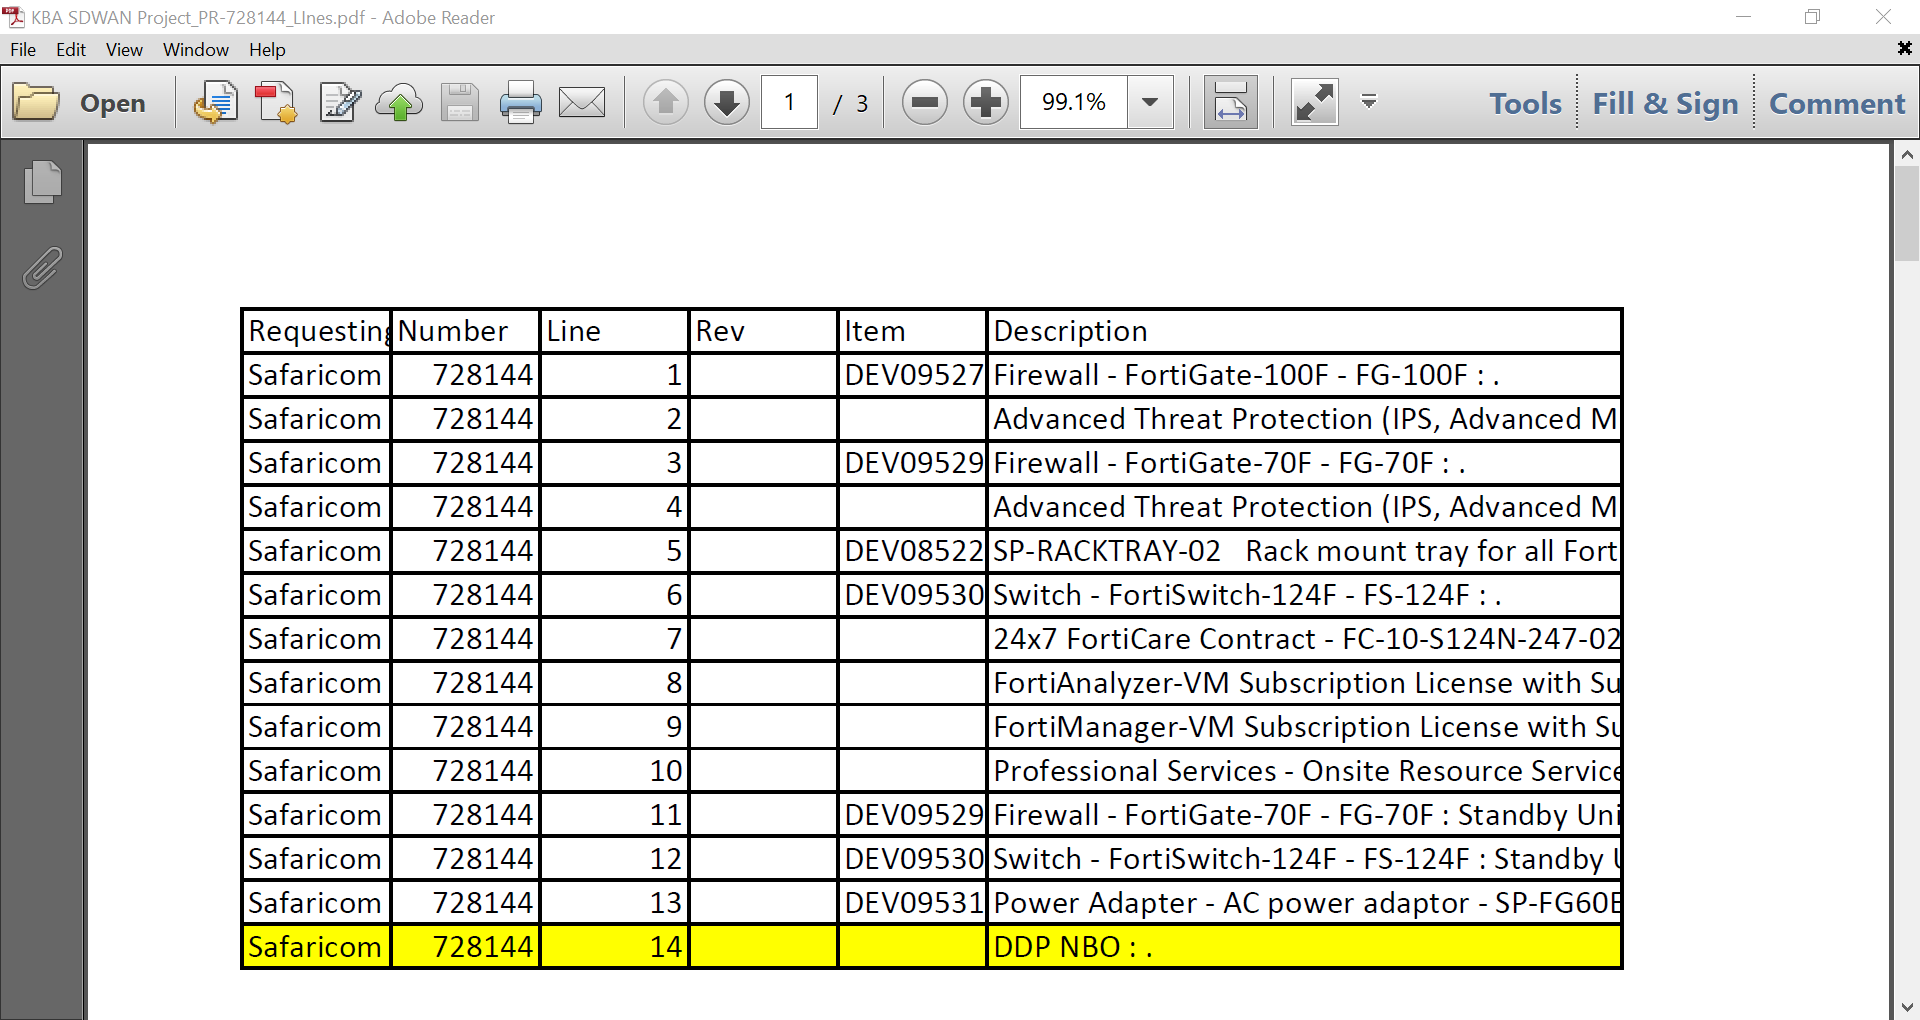 KBA SDWAN Project_PR-728144_LInes.pdf - Adobe Reader
File Edit View Window Help
Open 1 / 3 99.1% Tools Fill & Sign Comment
Requesting Number Line Rev Item Description
Safaricom 728144 1 DEV09527 Firewall - FortiGate-100F - FG-100F : .
Safaricom 728144 2 Advanced Threat Protection (IPS, Advanced M
Safaricom 728144 3 DEV09529 Firewall - FortiGate-70F - FG-70F : .
Safaricom 728144 4 Advanced Threat Protection (IPS, Advanced M
Safaricom 728144 5 DEV08522 SP-RACKTRAY-02 Rack mount tray for all Fort
Safaricom 728144 6 DEV09530 Switch - FortiSwitch-124F - FS-124F : .
Safaricom 728144 7 24x7 FortiCare Contract - FC-10-S124N-247-02
Safaricom 728144 8 FortiAnalyzer-VM Subscription License with Su
Safaricom 728144 9 FortiManager-VM Subscription License with Su
Safaricom 728144 10 Professional Services - Onsite Resource Service
Safaricom 728144 11 DEV09529 Firewall - FortiGate-70F - FG-70F : Standby Uni
Safaricom 728144 12 DEV09530 Switch - FortiSwitch-124F - FS-124F : Standby U
Safaricom 728144 13 DEV09531 Power Adapter - AC power adaptor - SP-FG60E
Safaricom 728144 14 DDP NBO : .